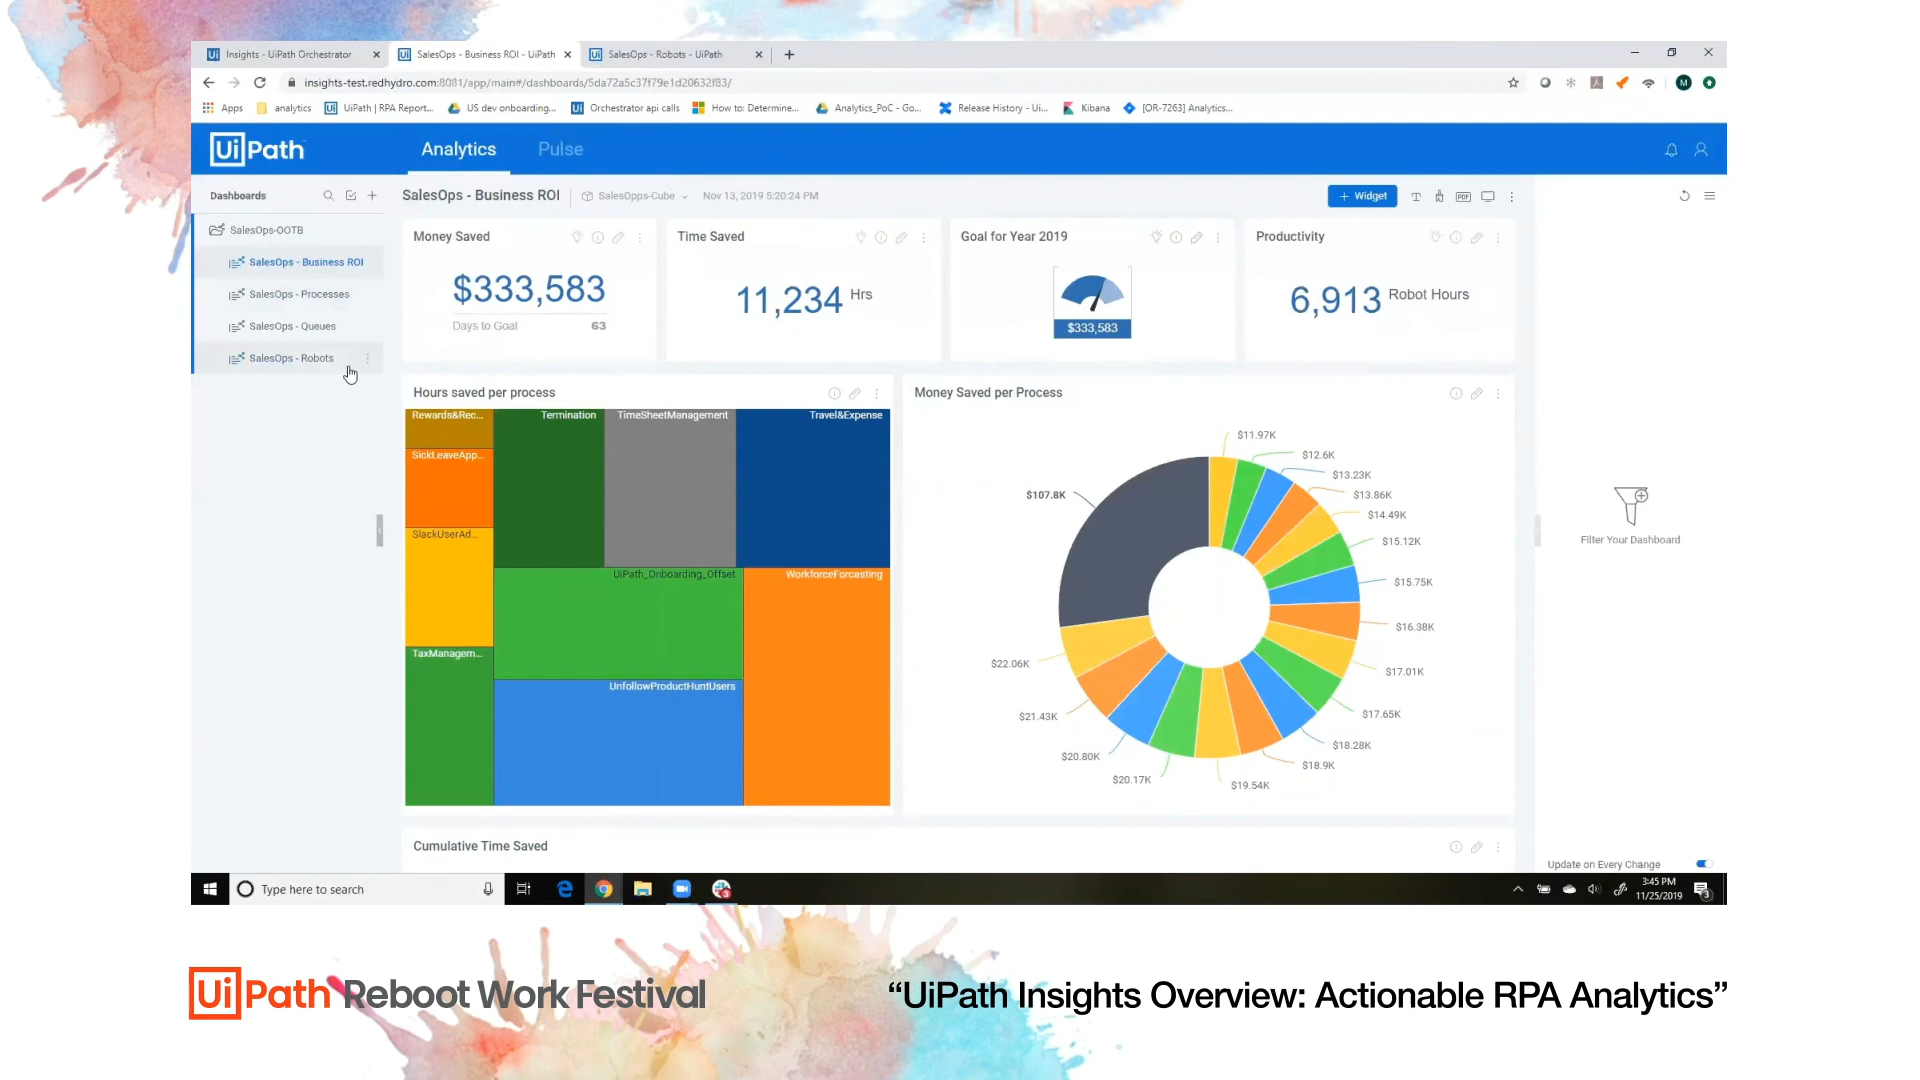 Insights - UiPath Orchestrator
SalesOps - Business ROI - UiPath
SalesOps - Robots - UiPath
insights-test.redhydro.com:8081/app/main#/dashboards/5da72a5c37f79e1d20632f83/
M
Apps
analytics
UiPath | RPA Report...
US dev onboarding...
Orchestrator api calls
How to: Determine...
Analytics_PoC - Go...
Release History - Ui...
Kibana
[OR-7263] Analytics...
UiPath
Analytics
Pulse
Dashboards
SalesOps - Business ROI
SalesOpps-Cube
Nov 13, 2019 5:20:24 PM
+ Widget
PDF
SalesOps-OOTB
SalesOps - Business ROI
SalesOps - Processes
SalesOps - Queues
SalesOps - Robots
Money Saved
$333,583
Days to Goal 63
Time Saved
11,234 Hrs
Goal for Year 2019
$333,583
Productivity
6,913 Robot Hours
Hours saved per process
Rewards&Rec...
Termination
TimeSheetManagement
Travel&Expense
SickLeaveApp...
SlackUserAd...
UiPath_Onboarding_Offset
WorkforceForcasting
TaxManagem...
UnfollowProductHuntUsers
Money Saved per Process
$11.97K
$12.6K
$13.23K
$13.86K
$14.49K
$15.12K
$15.75K
$16.38K
$17.01K
$17.65K
$18.28K
$18.9K
$19.54K
$20.17K
$20.80K
$21.43K
$22.06K
$107.8K
Filter Your Dashboard
Cumulative Time Saved
Update on Every Change
Type here to search
3:45 PM
11/25/2019
3
UiPath Reboot Work Festival
“UiPath Insights Overview: Actionable RPA Analytics”